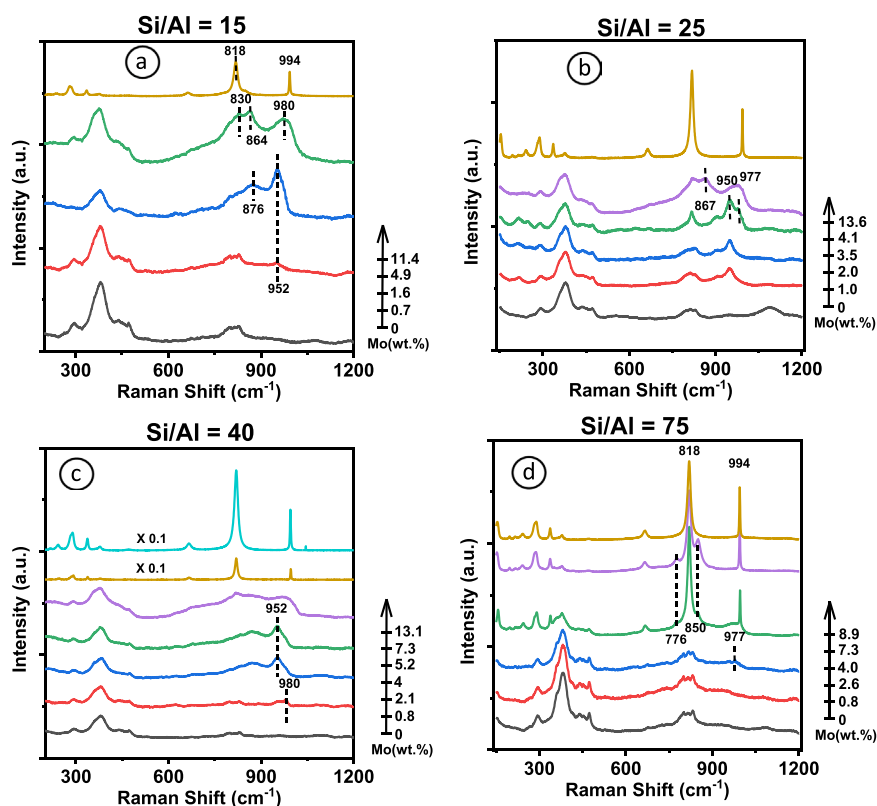 Si/Al = 15
a
818
994
830
980
864
876
952
11.4
4.9
1.6
0.7
0
Mo(wt.%)
Intensity (a.u.)
300
600
900
1200
Raman Shift (cm⁻¹)
Si/Al = 25
b
950
977
867
13.6
4.1
3.5
2.0
1.0
0
Mo(wt.%)
Intensity (a.u.)
300
600
900
1200
Raman Shift (cm⁻¹)
Si/Al = 40
c
X 0.1
X 0.1
952
980
13.1
7.3
5.2
4
2.1
0.8
0
Mo(wt.%)
Intensity (a.u.)
300
600
900
1200
Raman Shift (cm⁻¹)
Si/Al = 75
d
818
994
850
776
977
8.9
7.3
4.0
2.6
0.8
0
Mo(wt.%)
Intensity (a.u.)
300
600
900
1200
Raman Shift (cm⁻¹)